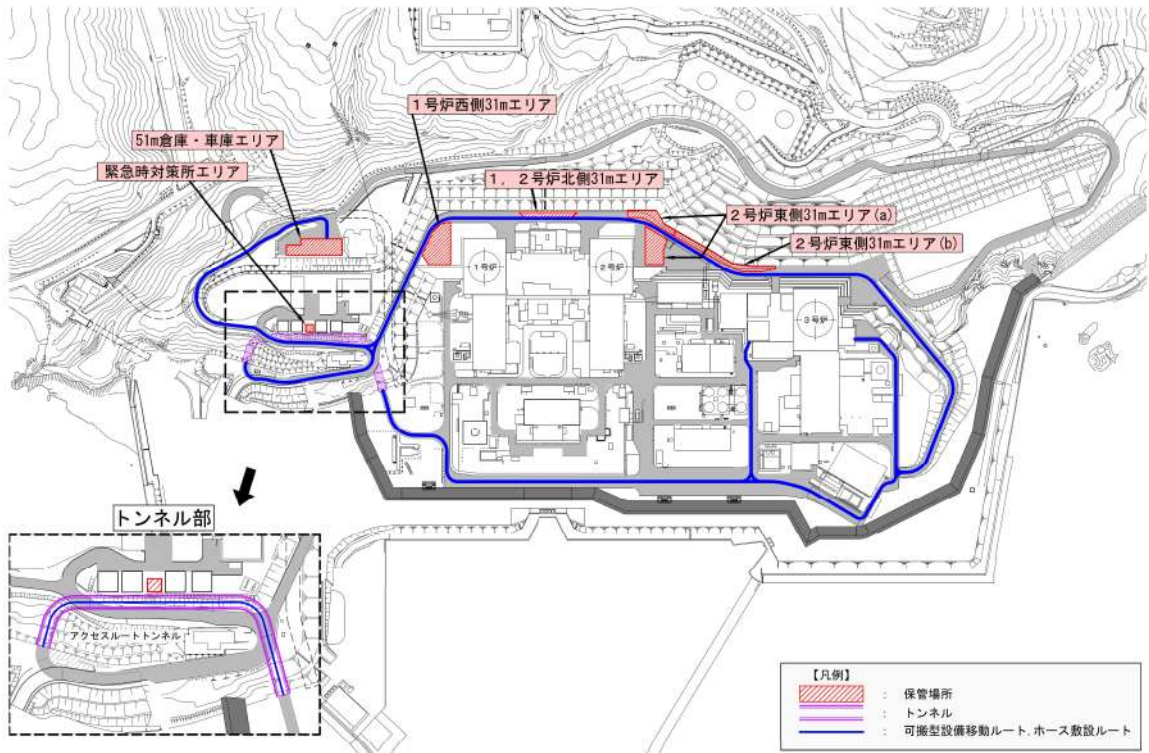 1号炉西側31mエリア
51m倉庫・車庫エリア
緊急時対策所エリア
1，2号炉北側31mエリア
2号炉東側31mエリア(a)
2号炉東側31mエリア(b)
1号炉
2号炉
3号炉
トンネル部
アクセスルートトンネル
【凡例】
： 保管場所
： トンネル
： 可搬型設備移動ルート，ホース敷設ルート